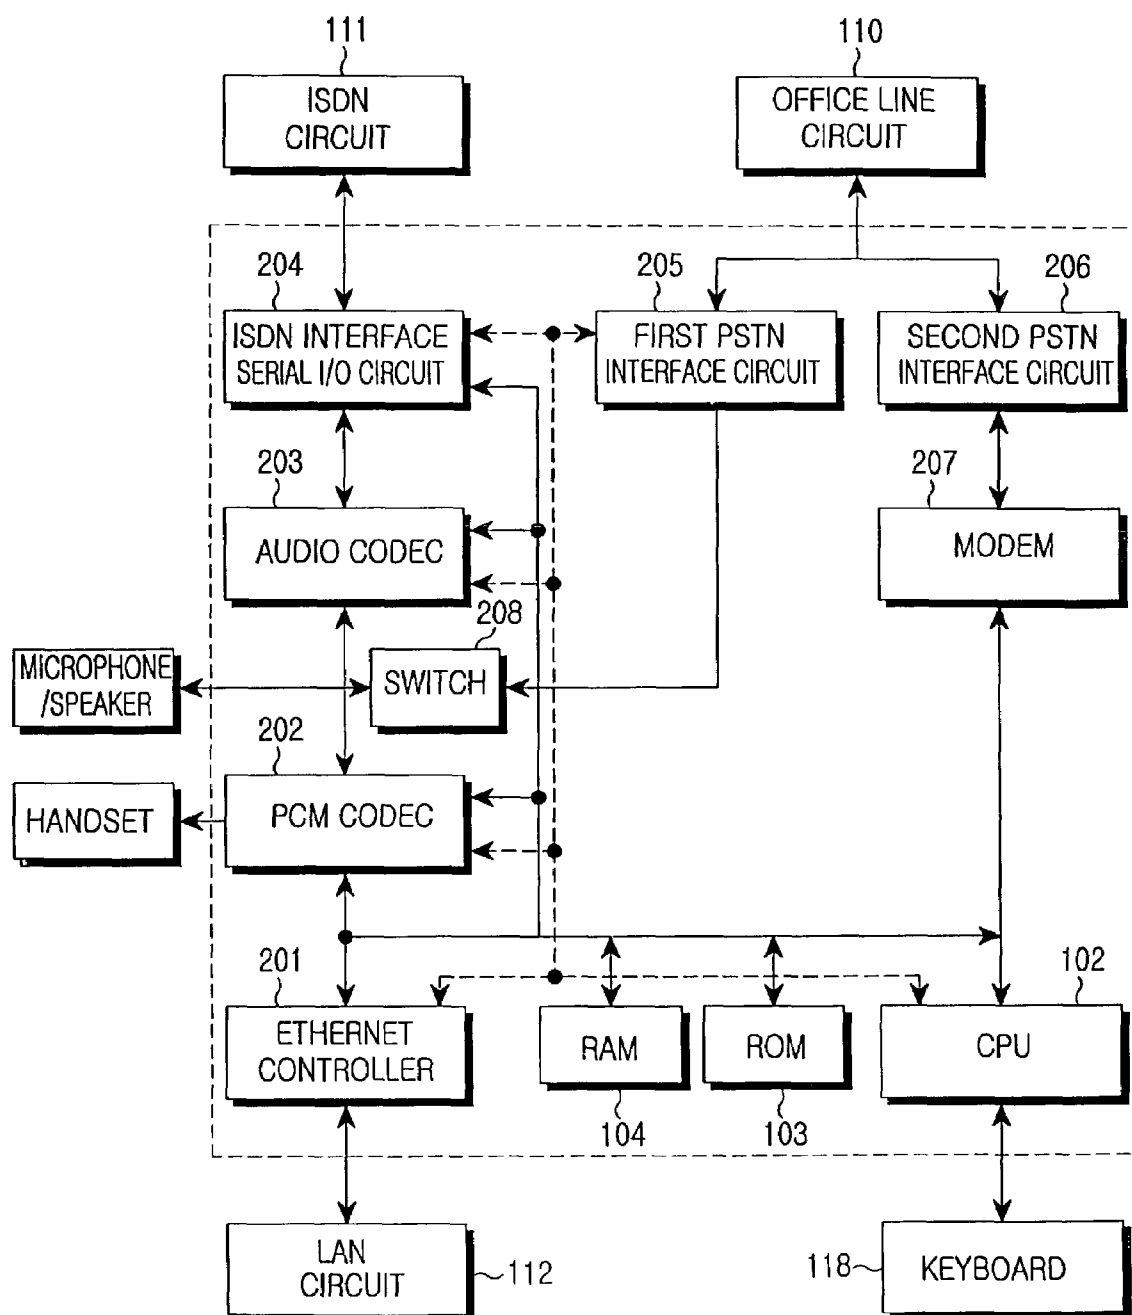 111
110
ISDN
CIRCUIT
OFFICE LINE
CIRCUIT
204
205
206
ISDN INTERFACE
SERIAL I/O CIRCUIT
FIRST PSTN
INTERFACE CIRCUIT
SECOND PSTN
INTERFACE CIRCUIT
203
207
AUDIO CODEC
MODEM
208
MICROPHONE
/SPEAKER
SWITCH
202
HANDSET
PCM CODEC
201
102
ETHERNET
CONTROLLER
RAM
ROM
CPU
104
103
LAN
CIRCUIT
112
118
KEYBOARD